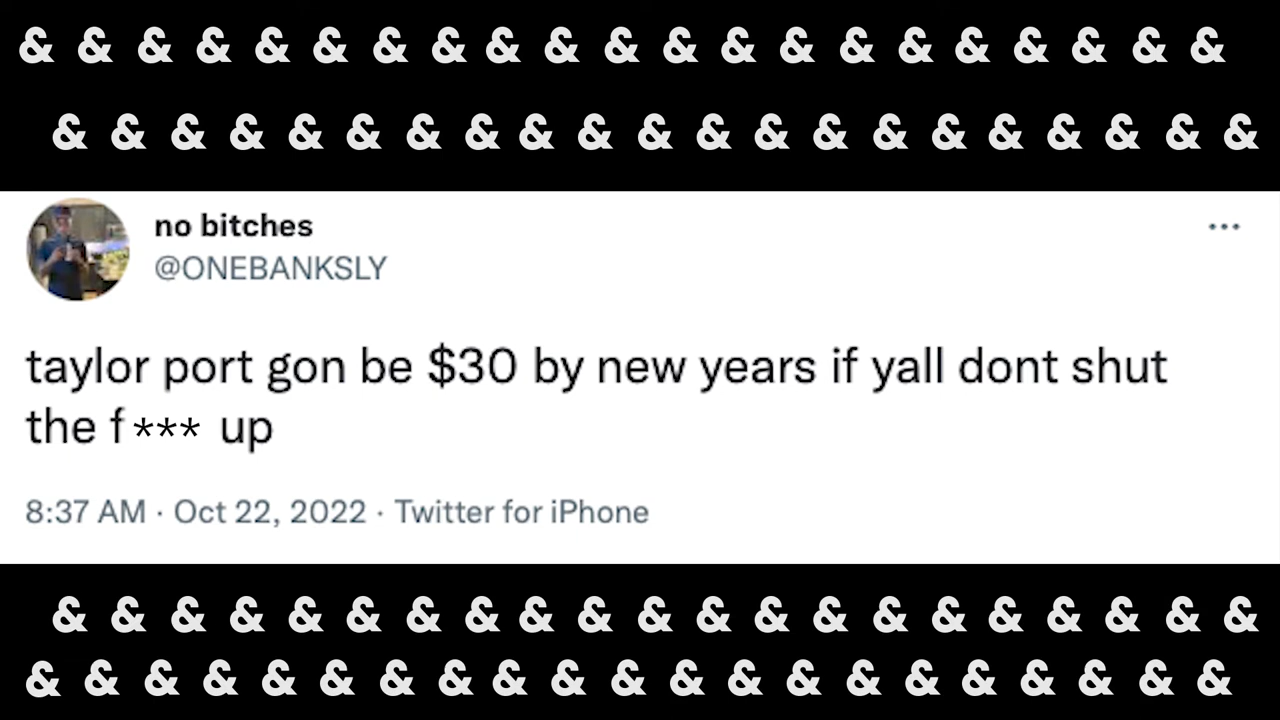 & & & & & & & & & & & & & & & & & & & & &
& & & & & & & & & & & & & & & & & & & & &
no bitches
@ONEBANKSLY
taylor port gon be $30 by new years if yall dont shut
the f*** up
8:37 AM · Oct 22, 2022 · Twitter for iPhone
& & & & & & & & & & & & & & & & & & & & &
& & & & & & & & & & & & & & & & & & & & &